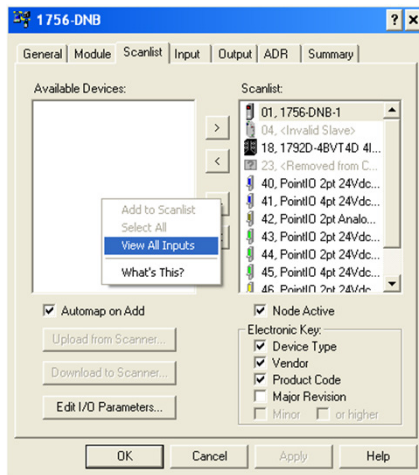 1756-DNB
General Module Scanlist Input Output ADR Summary
Available Devices:
Scanlist:
01, 1756-DNB-1
04, <Invalid Slave>
18, 1792D-4BVT4D 4I...
23, <Removed from C...
40, PointIO 2pt 24Vdc...
41, PointIO 4pt 24Vdc...
42, PointIO 2pt Analo...
43, PointIO 2pt 24Vdc...
44, PointIO 2pt 24Vdc...
45, PointIO 4pt 24Vdc...
46, PointIO 2pt 24Vdc...
>
<
Add to Scanlist
Select All
View All Inputs
What's This?
Automap on Add
Node Active
Upload from Scanner...
Download to Scanner...
Edit I/O Parameters...
Electronic Key:
Device Type
Vendor
Product Code
Major Revision
Minor or higher
OK Cancel Apply Help